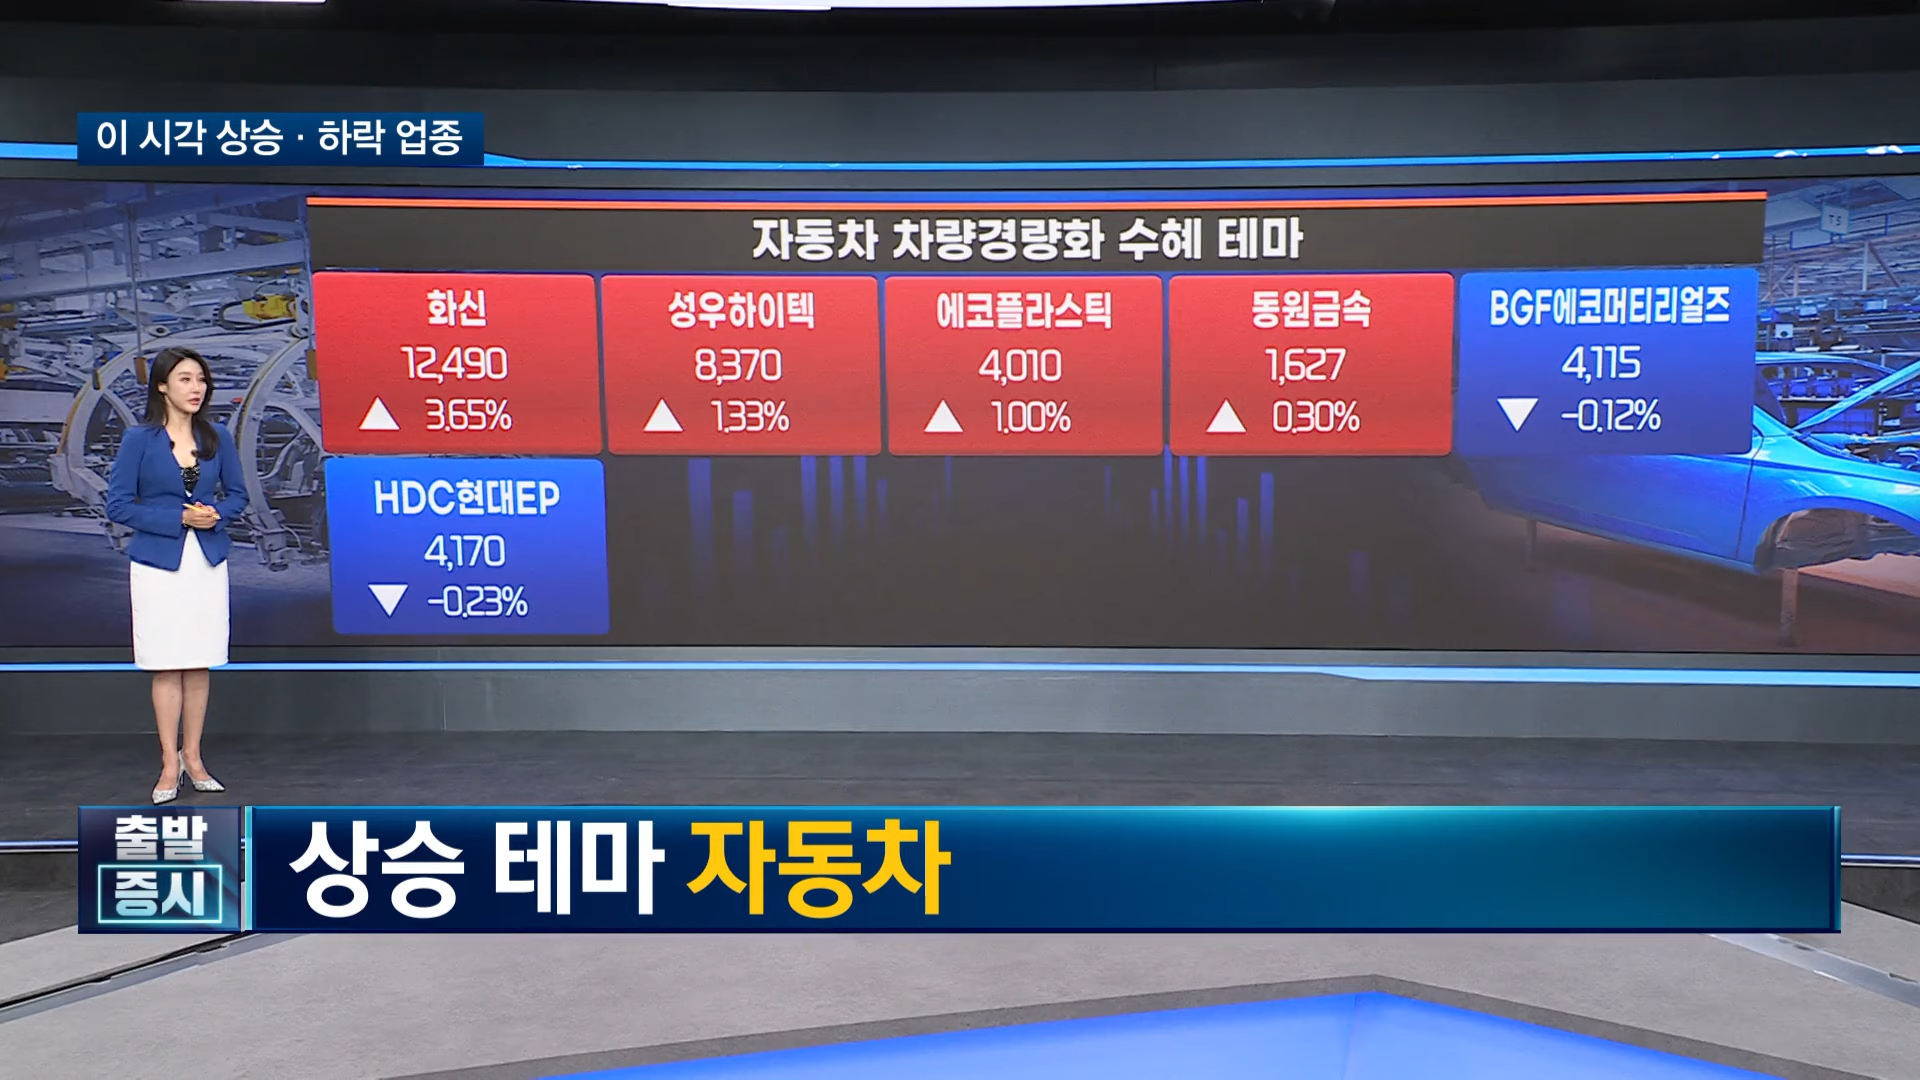 이 시각 상승 · 하락 업종
자동차 차량경량화 수혜 테마
화신
12,490
▲ 3.65%
성우하이텍
8,370
▲ 1.33%
에코플라스틱
4,010
▲ 1.00%
동원금속
1,627
▲ 0.30%
BGF에코머티리얼즈
4,115
▼ -0.12%
HDC현대EP
4,170
▼ -0.23%
출발
증시
상승 테마 자동차